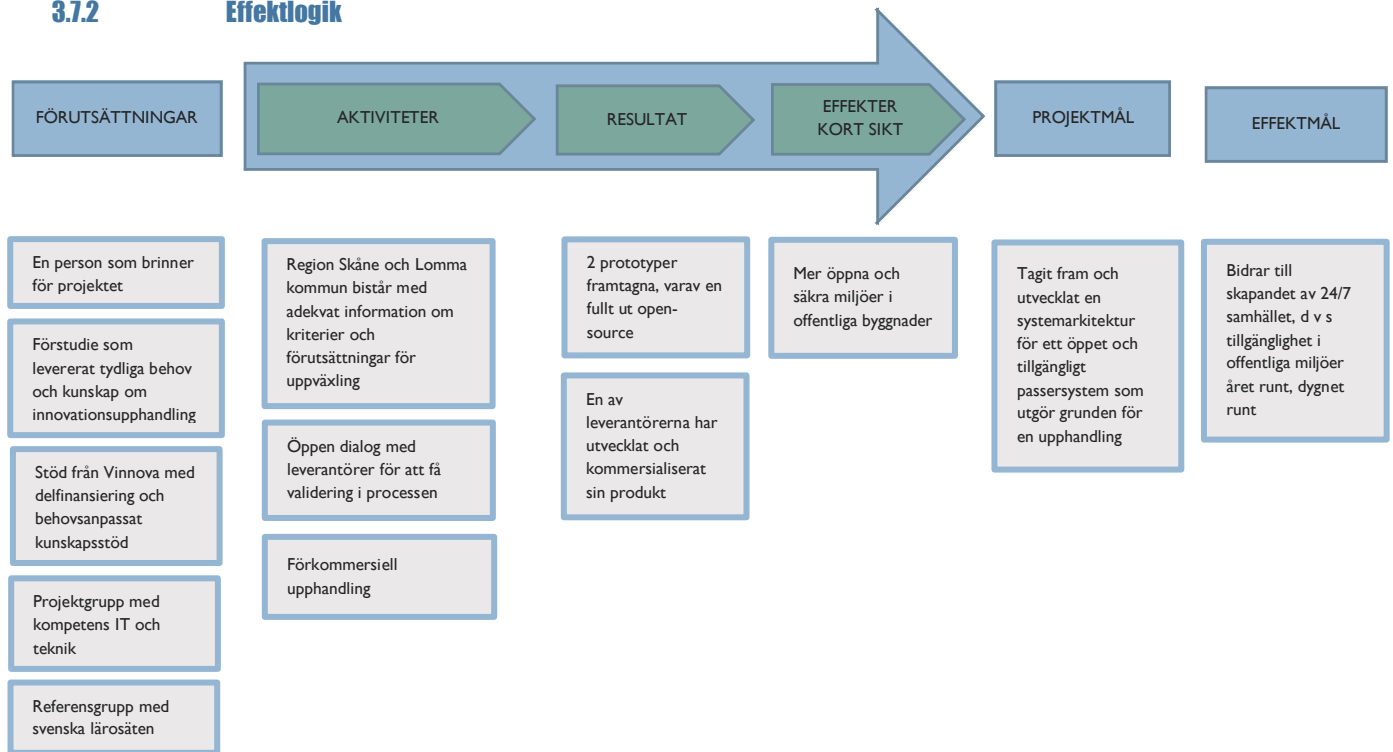 3.7.2 Effektlogik
FÖRUTSÄTTNINGAR
AKTIVITETER
RESULTAT
EFFEKTER
KORT SIKT
PROJEKTMÅL
EFFEKTMÅL
En person som brinner
för projektet
Förstudie som
levererat tydliga behov
och kunskap om
innovationsupphandling
Stöd från Vinnova med
delfinansiering och
behovsanpassat
kunskapsstöd
Projektgrupp med
kompetens IT och
teknik
Referensgrupp med
svenska lärosäten
Region Skåne och Lomma
kommun bistår med
adekvat information om
kriterier och
förutsättningar för
uppväxling
Öppen dialog med
leverantörer för att få
validering i processen
Förkommersiell
upphandling
2 prototyper
framtagna, varav en
fullt ut open-
source
En av
leverantörerna har
utvecklat och
kommersialiserat
sin produkt
Mer öppna och
säkra miljöer i
offentliga byggnader
Tagit fram och
utvecklat en
systemarkitektur
för ett öppet och
tillgängligt
passersystem som
utgör grunden för
en upphandling
Bidrar till
skapandet av 24/7
samhället, d v s
tillgänglighet i
offentliga miljöer
året runt, dygnet
runt